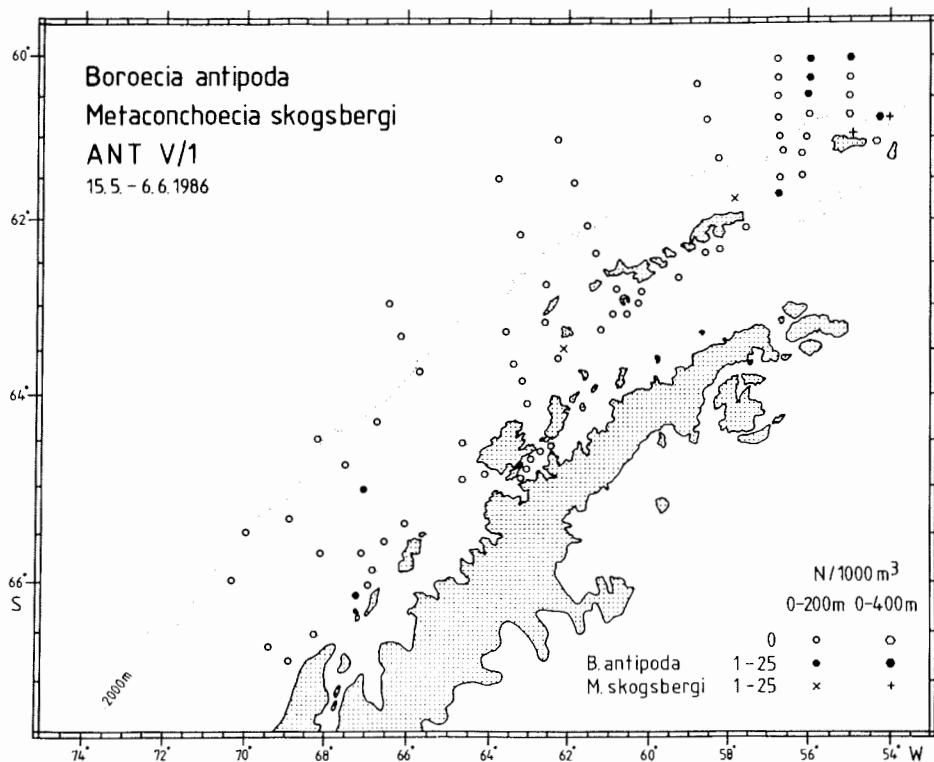 Boroecia antipoda
Metaconchoecia skogsbergi
ANT V/1
15.5. – 6.6.1986
60°
62°
64°
66°
S
2000m
N/1000 m³
0-200m 0-400m
0
B. antipoda 1-25
M. skogsbergi 1-25
74° 72° 70° 68° 66° 64° 62° 60° 58° 56° 54° W